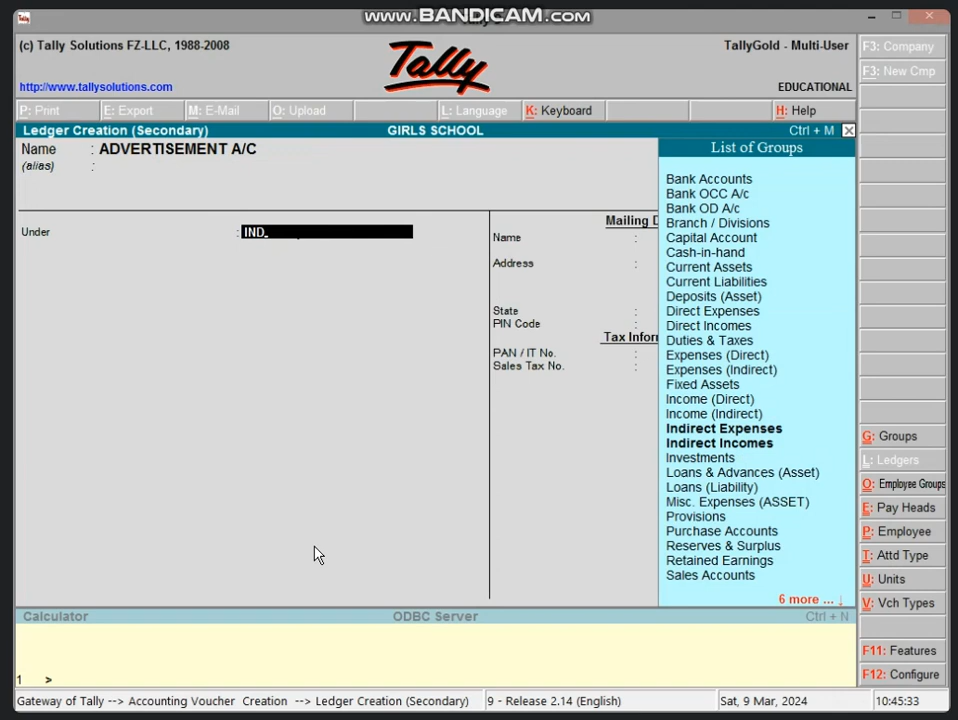 www.BANDICAM.com
(c) Tally Solutions FZ-LLC, 1988-2008
Tally
TallyGold - Multi-User
http://www.tallysolutions.com
EDUCATIONAL
F3: Company
F3: New Cmp
P: Print
E: Export
M: E-Mail
O: Upload
L: Language
K: Keyboard
H: Help
Ledger Creation (Secondary)
GIRLS SCHOOL
Ctrl + M
Name : ADVERTISEMENT A/C
(alias) :
Under : IND_
Mailing D
Name :
Address :
State :
PIN Code :
Tax Infor
PAN / IT No. :
Sales Tax No. :
List of Groups
Bank Accounts
Bank OCC A/c
Bank OD A/c
Branch / Divisions
Capital Account
Cash-in-hand
Current Assets
Current Liabilities
Deposits (Asset)
Direct Expenses
Direct Incomes
Duties & Taxes
Expenses (Direct)
Expenses (Indirect)
Fixed Assets
Income (Direct)
Income (Indirect)
Indirect Expenses
Indirect Incomes
Investments
Loans & Advances (Asset)
Loans (Liability)
Misc. Expenses (ASSET)
Provisions
Purchase Accounts
Reserves & Surplus
Retained Earnings
Sales Accounts
6 more ... ↓
G: Groups
L: Ledgers
O: Employee Groups
E: Pay Heads
P: Employee
T: Attd Type
U: Units
V: Vch Types
F11: Features
F12: Configure
Calculator
ODBC Server
Ctrl + N
1 >
Gateway of Tally --> Accounting Voucher Creation --> Ledger Creation (Secondary)
9 - Release 2.14 (English)
Sat, 9 Mar, 2024
10:45:33